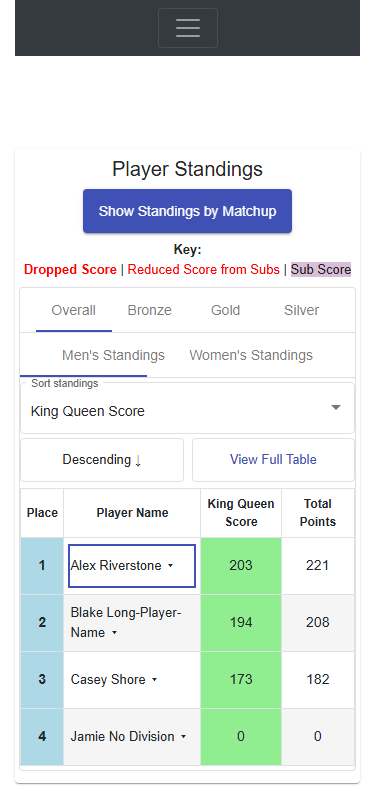 Player Standings
Show Standings by Matchup
Key:
Dropped Score | Reduced Score from Subs | Sub Score
Overall Bronze Gold Silver
Men's Standings Women's Standings
Sort standings
King Queen Score
Descending ↓ View Full Table
Place Player Name King Queen Score Total Points
1 Alex Riverstone 203 221
2 Blake Long-Player-Name 194 208
3 Casey Shore 173 182
4 Jamie No Division 0 0